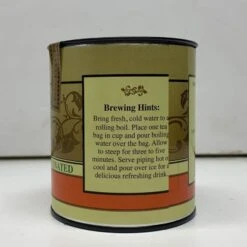 Brewing Hints:
Bring fresh, cold water to a
rolling boil. Place one tea
bag in cup and pour boiling
water over the bag. Allow
to steep for three to five
minutes. Serve piping hot or
cool and pour over ice for a
delicious refreshing drink.